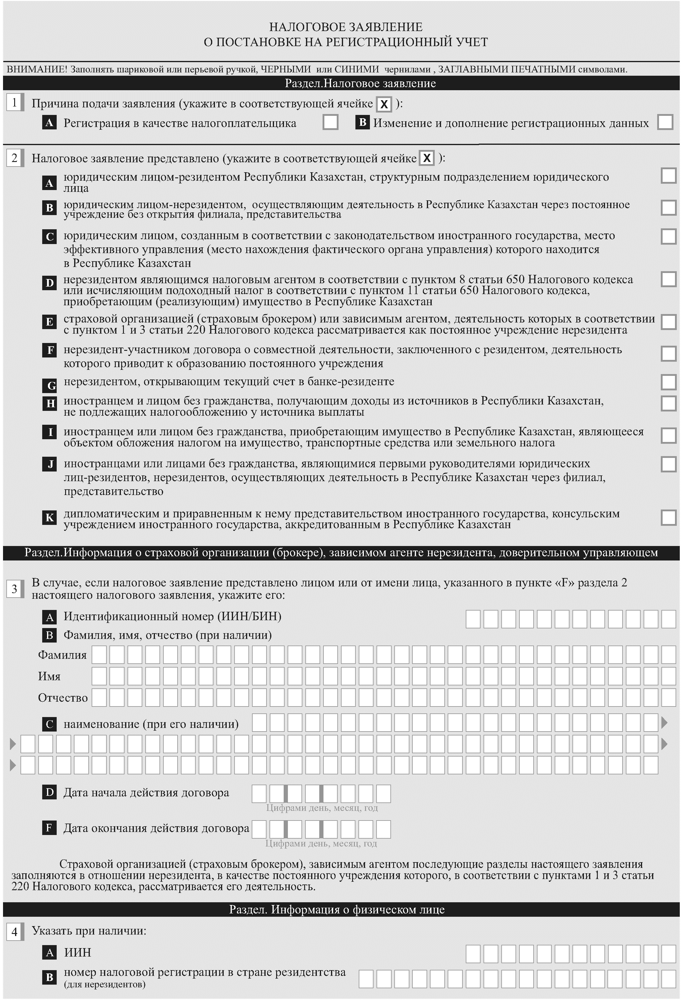 НАЛОГОВОЕ ЗАЯВЛЕНИЕ
О ПОСТАНОВКЕ НА РЕГИСТРАЦИОННЫЙ УЧЕТ
ВНИМАНИЕ! Заполнять шариковой или перьевой ручкой, ЧЕРНЫМИ или СИНИМИ чернилами , ЗАГЛАВНЫМИ ПЕЧАТНЫМИ символами.
Раздел.Налоговое заявление
1 Причина подачи заявления (укажите в соответствующей ячейке X ):
A Регистрация в качестве налогоплательщика B Изменение и дополнение регистрационных данных
2 Налоговое заявление представлено (укажите в соответствующей ячейке X ):
A юридическим лицом-резидентом Республики Казахстан, структурным подразделением юридического
лица
B юридическим лицом-нерезидентом, осуществляющим деятельность в Республике Казахстан через постоянное
учреждение без открытия филиала, представительства
C юридическим лицом, созданным в соответствии с законодательством иностранного государства, место
эффективного управления (место нахождения фактического органа управления) которого находится
в Республике Казахстан
D нерезидентом являющимся налоговым агентом в соответствии с пунктом 8 статьи 650 Налогового кодекса
или исчисляющим подоходный налог в соответствии с пунктом 11 статьи 650 Налогового кодекса,
приобретающим (реализующим) имущество в Республике Казахстан
E страховой организацией (страховым брокером) или зависимым агентом, деятельность которых в соответствии
с пунктом 1 и 3 статьи 220 Налогового кодекса рассматривается как постоянное учреждение нерезидента
F нерезидент-участником договора о совместной деятельности, заключенного с резидентом, деятельность
которого приводит к образованию постоянного учреждения
G нерезидентом, открывающим текущий счет в банке-резиденте
H иностранцем и лицом без гражданства, получающим доходы из источников в Республики Казахстан,
не подлежащих налогообложению у источника выплаты
I иностранцем или лицом без гражданства, приобретающим имущество в Республике Казахстан, являющееся
объектом обложения налогом на имущество, транспортные средства или земельного налога
J иностранцами или лицами без гражданства, являющимися первыми руководителями юридических
лиц-резидентов, нерезидентов, осуществляющих деятельность в Республике Казахстан через филиал,
представительство
K дипломатическим и приравненным к нему представительством иностранного государства, консульским
учреждением иностранного государства, аккредитованным в Республике Казахстан
Раздел.Информация о страховой организации (брокере), зависимом агенте нерезидента, доверительном управляющем
3 В случае, если налоговое заявление представлено лицом или от имени лица, указанного в пункте «F» раздела 2
настоящего налогового заявления, укажите его:
A Идентификационный номер (ИИН/БИН)
B Фамилия, имя, отчество (при наличии)
Фамилия
Имя
Отчество
C наименование (при его наличии)
D Дата начала действия договора
Цифрами день, месяц, год
F Дата окончания действия договора
Цифрами день, месяц, год
Страховой организацией (страховым брокером), зависимым агентом последующие разделы настоящего заявления
заполняются в отношении нерезидента, в качестве постоянного учреждения которого, в соответствии с пунктами 1 и 3 статьи
220 Налогового кодекса, рассматривается его деятельность.
Раздел. Информация о физическом лице
4 Указать при наличии:
A ИИН
B номер налоговой регистрации в стране резидентства
(для нерезидентов)